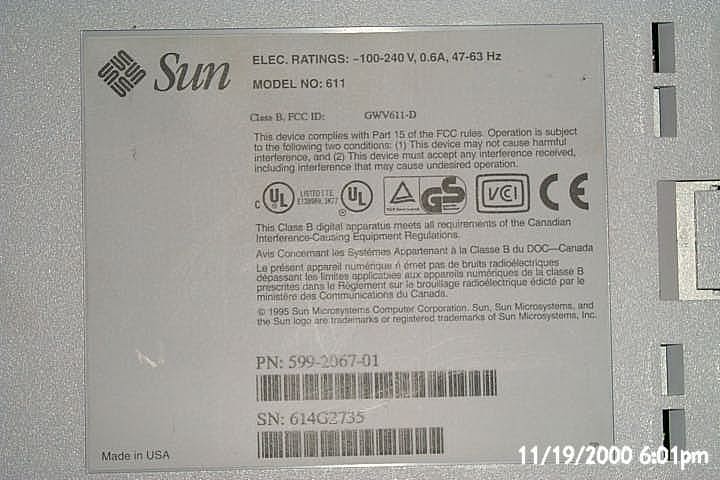 Sun
ELEC. RATINGS: ~100-240 V, 0.6A, 47-63 Hz
MODEL NO: 611
Class B, FCC ID: GWV611-D
This device complies with Part 15 of the FCC rules. Operation is subject
to the following two conditions: (1) This device may not cause harmful
interference, and (2) This device must accept any interference received,
including interference that may cause undesired operation.
C UL LISTED I.T.E. UL GS VCI CE
This Class B digital apparatus meets all requirements of the Canadian
Interference-Causing Equipment Regulations.
Avis Concernant les Systèmes Appartenant à la Classe B du DOC—Canada
Le présent appareil numérique n émet pas de bruits radioélectriques
dépassant les limites applicables aux appareils numériques de la classe B
prescrites dans le Règlement sur le brouillage radioélectrique édicté par le
ministère des Communications du Canada.
© 1995 Sun Microsystems Computer Corporation. Sun, Sun Microsystems, and
the Sun logo are trademarks or registered trademarks of Sun Microsystems, Inc.
PN: 599-2067-01
SN: 614G2735
Made in USA
11/19/2000 6:01pm